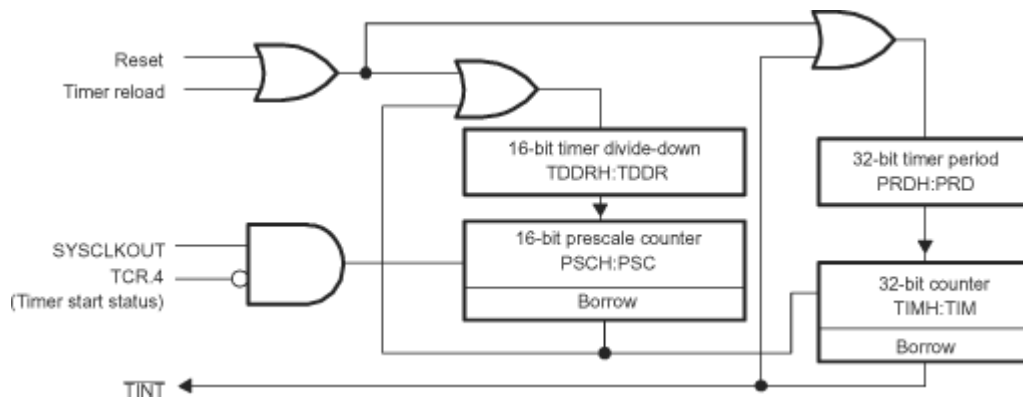 Reset
Timer reload
16-bit timer divide-down
TDDRH:TDDR
32-bit timer period
PRDH:PRD
SYSCLKOUT
TCR.4
(Timer start status)
16-bit prescale counter
PSCH:PSC
Borrow
32-bit counter
TIMH:TIM
Borrow
TINT